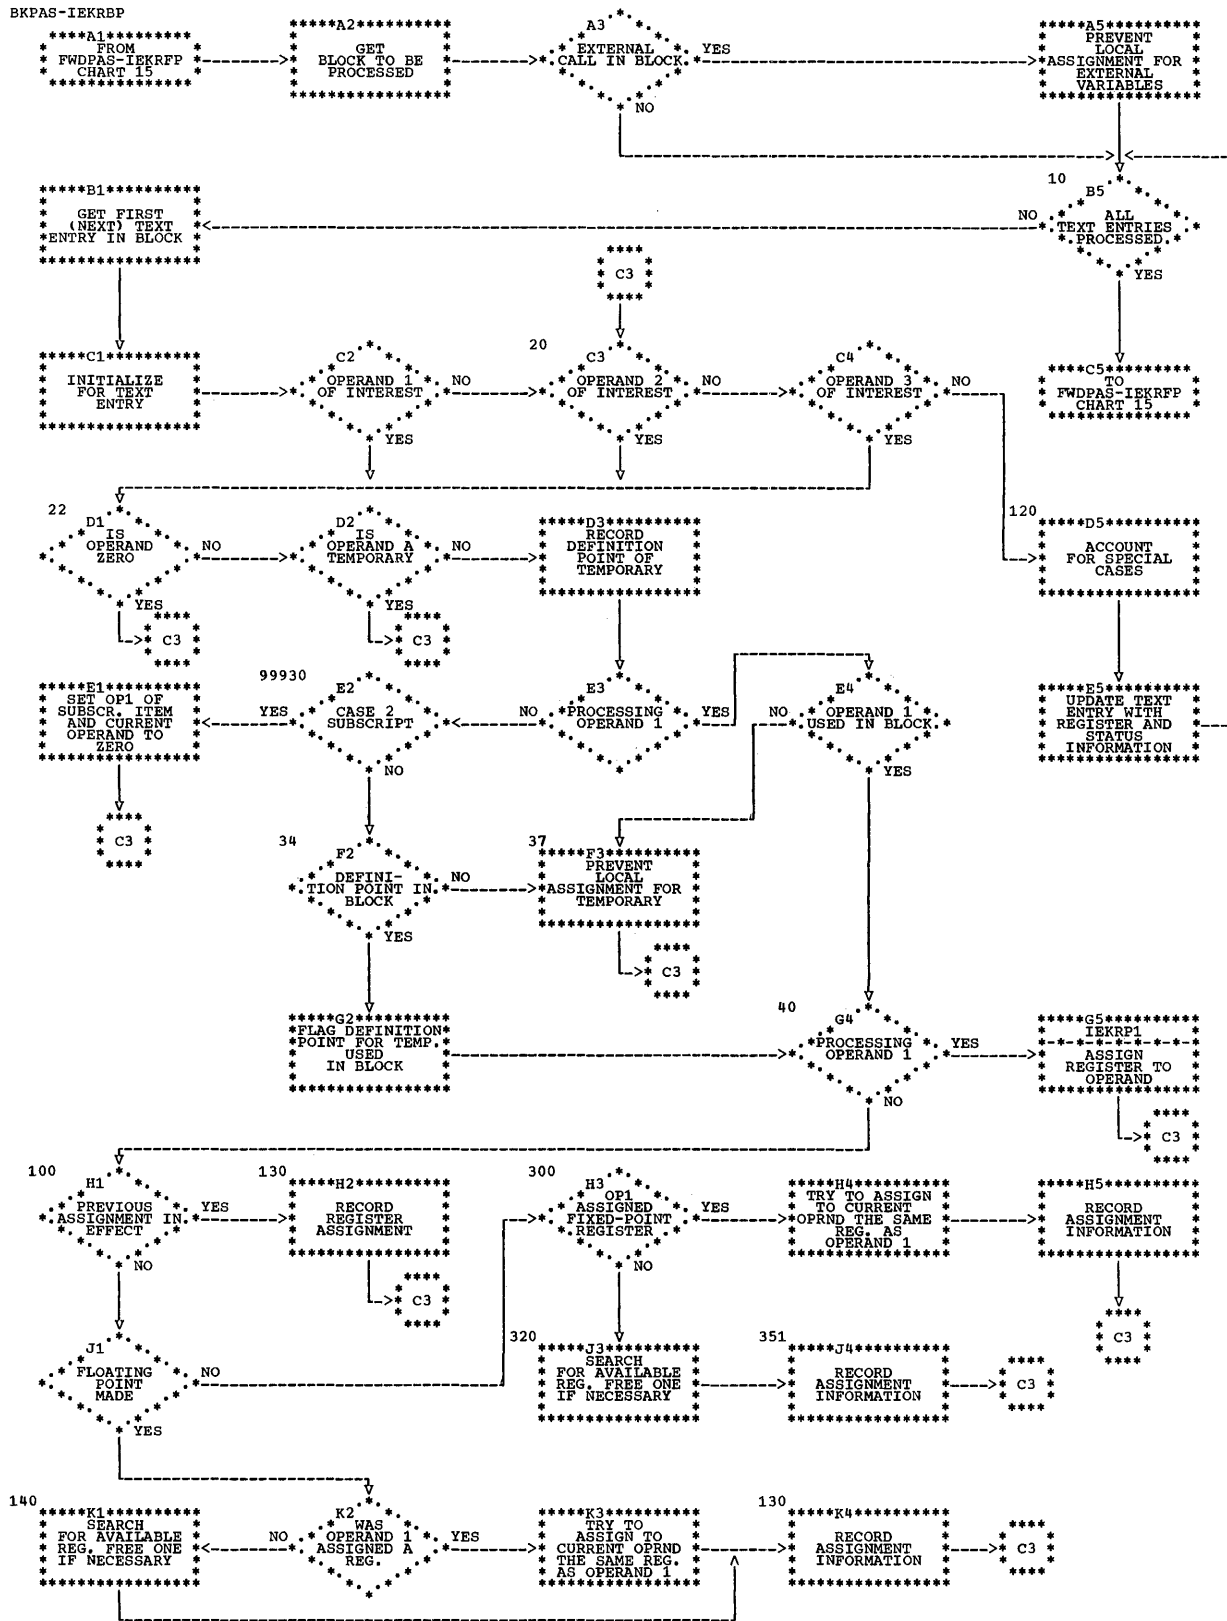 BKPAS-IEKRBP
A1
FROM
FWDPAS-IEKRFP
CHART 15
A2
GET
BLOCK TO BE
PROCESSED
A3
EXTERNAL
CALL IN BLOCK
YES
NO
A5
PREVENT
LOCAL
ASSIGNMENT FOR
EXTERNAL
VARIABLES
B1
GET FIRST
(NEXT) TEXT
ENTRY IN BLOCK
10
B5
ALL
TEXT ENTRIES
PROCESSED
NO
YES
C3
C1
INITIALIZE
FOR TEXT
ENTRY
C2
OPERAND 1
OF INTEREST
NO
YES
20
C3
OPERAND 2
OF INTEREST
NO
YES
C4
OPERAND 3
OF INTEREST
NO
YES
C5
TO
FWDPAS-IEKRFP
CHART 15
22
D1
IS
OPERAND
ZERO
NO
YES
C3
D2
IS
OPERAND A
TEMPORARY
NO
YES
C3
D3
RECORD
DEFINITION
POINT OF
TEMPORARY
120
D5
ACCOUNT
FOR SPECIAL
CASES
E1
SET OP1 OF
SUBSCR. ITEM
AND CURRENT
OPERAND TO
ZERO
C3
99930
E2
CASE 2
SUBSCRIPT
YES
NO
E3
PROCESSING
OPERAND 1
NO
YES
E4
OPERAND 1
USED IN BLOCK
NO
YES
E5
UPDATE TEXT
ENTRY WITH
REGISTER AND
STATUS
INFORMATION
34
F2
DEFINI-
TION POINT IN
BLOCK
NO
YES
37
F3
PREVENT
LOCAL
ASSIGNMENT FOR
TEMPORARY
C3
G2
FLAG DEFINITION
POINT FOR TEMP.
USED
IN BLOCK
40
G4
PROCESSING
OPERAND 1
YES
NO
G5
IEKRP1
ASSIGN
REGISTER TO
OPERAND
C3
100
H1
PREVIOUS
ASSIGNMENT IN
EFFECT
YES
NO
130
H2
RECORD
REGISTER
ASSIGNMENT
C3
300
H3
OP1
ASSIGNED
FIXED-POINT
REGISTER
YES
NO
H4
TRY TO ASSIGN
TO CURRENT
OPRND THE SAME
REG. AS
OPERAND 1
H5
RECORD
ASSIGNMENT
INFORMATION
C3
J1
FLOATING
POINT
MADE
NO
YES
320
J3
SEARCH
FOR AVAILABLE
REG. FREE ONE
IF NECESSARY
351
J4
RECORD
ASSIGNMENT
INFORMATION
C3
140
K1
SEARCH
FOR AVAILABLE
REG. FREE ONE
IF NECESSARY
K2
WAS
OPERAND 1
ASSIGNED A
REG.
NO
YES
K3
TRY TO
ASSIGN TO
CURRENT OPRND
THE SAME REG.
AS OPERAND 1
130
K4
RECORD
ASSIGNMENT
INFORMATION
C3